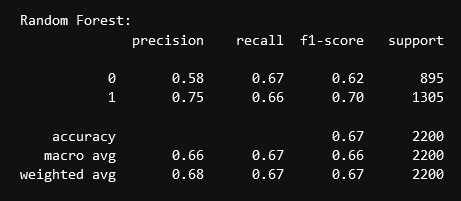 Random Forest:
precision recall f1-score support
0 0.58 0.67 0.62 895
1 0.75 0.66 0.70 1305
accuracy 0.67 2200
macro avg 0.66 0.67 0.66 2200
weighted avg 0.68 0.67 0.67 2200